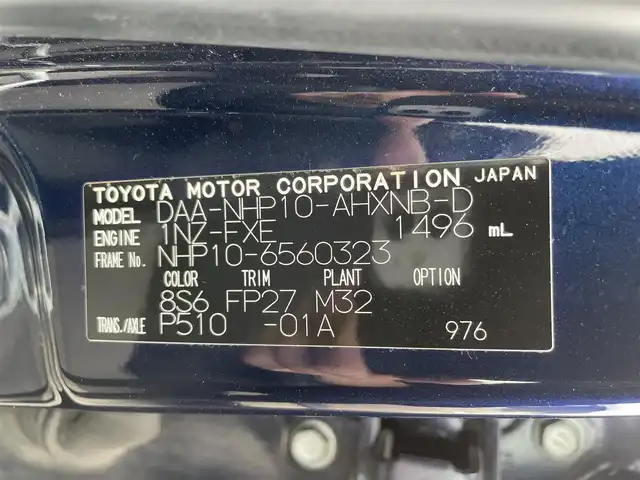 TOYOTA MOTOR CORPORATION JAPAN
MODEL DAA-NHP10-AHXNB-D
ENGINE 1NZ-FXE 1496 mL
FRAME No. NHP10-6560323
COLOR TRIM PLANT OPTION
8S6 FP27 M32
TRANS./AXLE P510 -01A 976